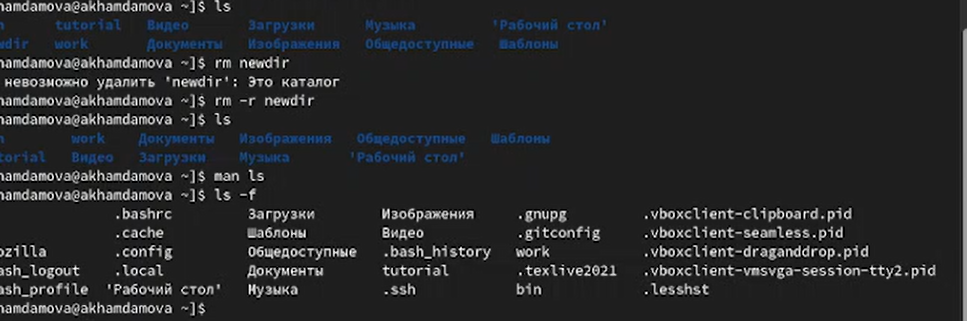 hamdamova@akhamdamova ~]$ ls
n tutorial Видео Загрузки Музыка 'Рабочий стол'
wdir work Документы Изображения Общедоступные Шаблоны
hamdamova@akhamdamova ~]$ rm newdir
невозможно удалить 'newdir': Это каталог
hamdamova@akhamdamova ~]$ rm -r newdir
hamdamova@akhamdamova ~]$ ls
n work Документы Изображения Общедоступные Шаблоны
torial Видео Загрузки Музыка 'Рабочий стол'
hamdamova@akhamdamova ~]$ man ls
hamdamova@akhamdamova ~]$ ls -f
.bashrc Загрузки Изображения .gnupg .vboxclient-clipboard.pid
.cache Шаблоны Видео .gitconfig .vboxclient-seamless.pid
ozilla .config Общедоступные .bash_history work .vboxclient-draganddrop.pid
ash_logout .local Документы tutorial .texlive2021 .vboxclient-vmsvga-session-tty2.pid
ash_profile 'Рабочий стол' Музыка .ssh bin .lesshst
hamdamova@akhamdamova ~]$